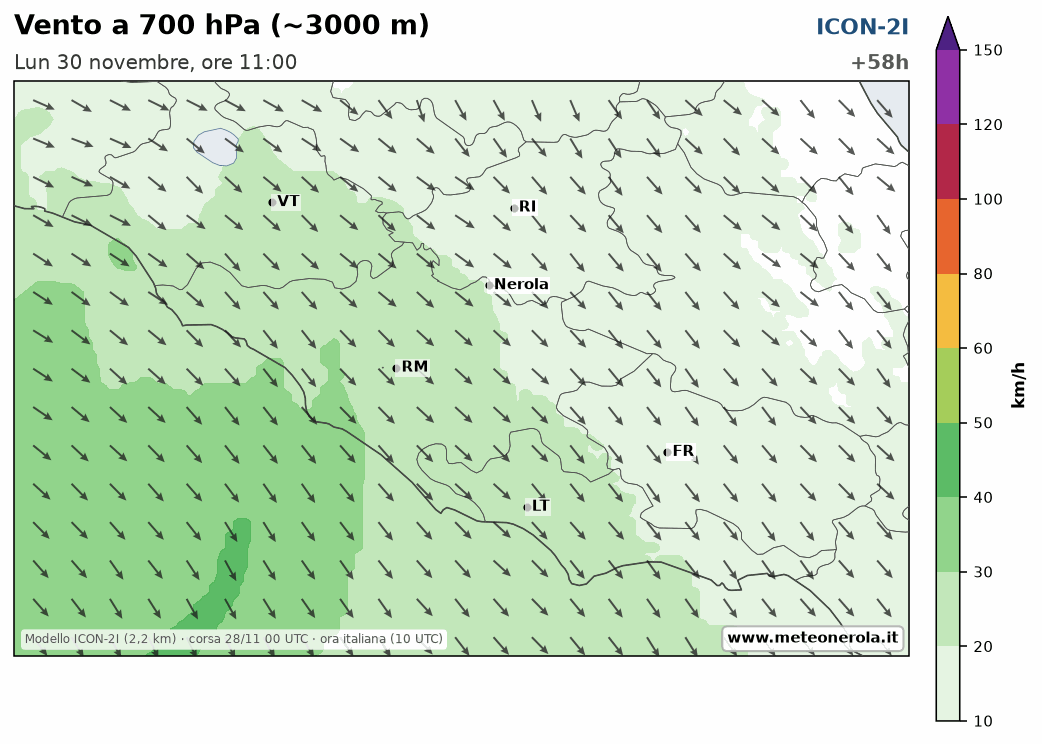 Vento a 700 hPa (~3000 m)
ICON-2I
Lun 30 novembre, ore 11:00
+58h
VT
RI
Nerola
RM
FR
LT
Modello ICON-2I (2,2 km) · corsa 28/11 00 UTC · ora italiana (10 UTC)
www.meteonerola.it
150
120
100
80
60
50
40
30
20
10
km/h